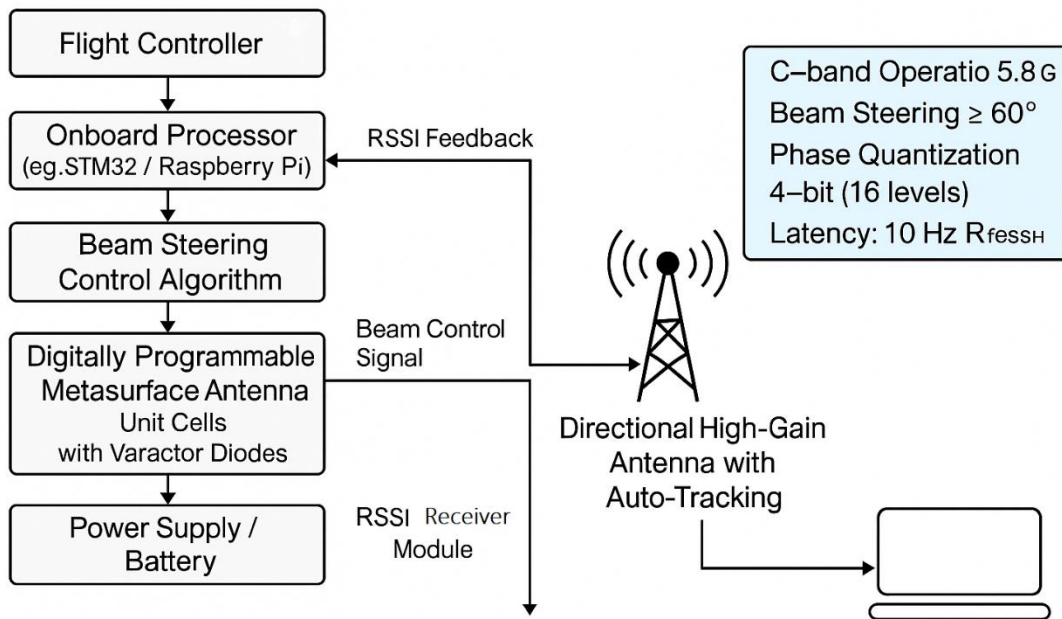 Flight Controller
Onboard Processor
(eg.STM32 / Raspberry Pi)
Beam Steering
Control Algorithm
Digitally Programmable
Metasurface Antenna
Unit Cells
with Varactor Diodes
Power Supply /
Battery
RSSI Feedback
Beam Control
Signal
RSSI Receiver
Module
Directional High-Gain
Antenna with
Auto-Tracking
C–band Operatio 5.8G
Beam Steering ≥ 60°
Phase Quantization
4–bit (16 levels)
Latency: 10 Hz RfessH